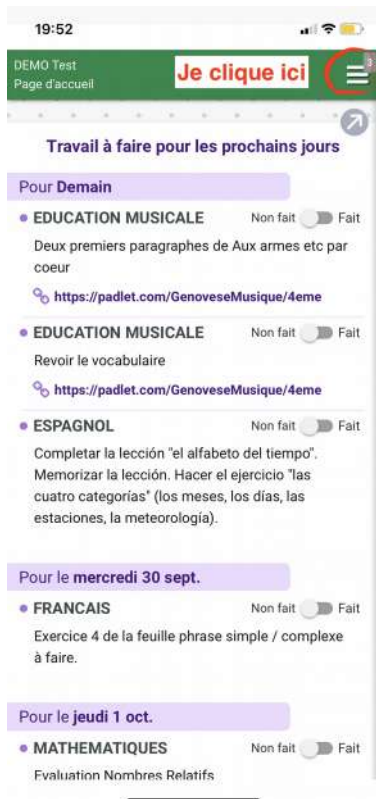 19:52
DEMO Test
Page d'accueil
Je clique ici
3
Travail à faire pour les prochains jours
Pour Demain
EDUCATION MUSICALE Non fait Fait
Deux premiers paragraphes de Aux armes etc par
coeur
https://padlet.com/GenoveseMusique/4eme
EDUCATION MUSICALE Non fait Fait
Revoir le vocabulaire
https://padlet.com/GenoveseMusique/4eme
ESPAGNOL Non fait Fait
Completar la lección "el alfabeto del tiempo".
Memorizar la lección. Hacer el ejercicio "las
cuatro categorías" (los meses, los días, las
estaciones, la meteorología).
Pour le mercredi 30 sept.
FRANCAIS Non fait Fait
Exercice 4 de la feuille phrase simple / complexe
à faire.
Pour le jeudi 1 oct.
MATHEMATIQUES Non fait Fait
Evaluation Nombres Relatifs